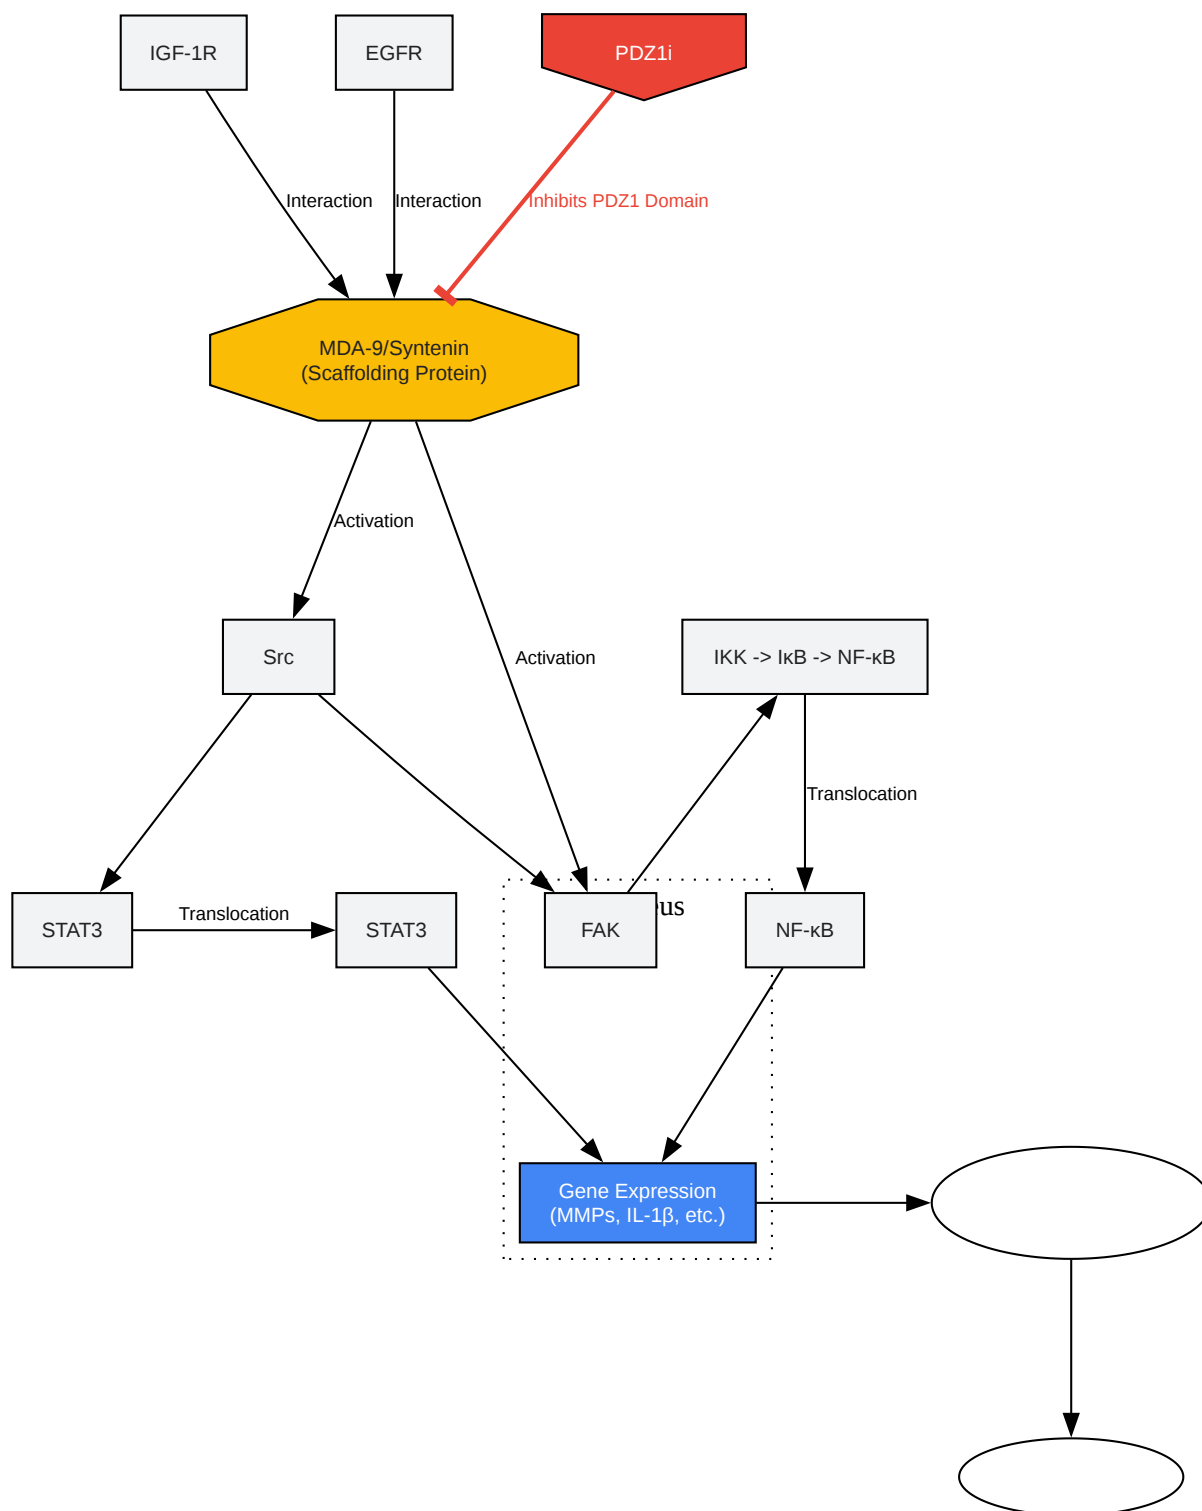 IGF-1R
EGFR
PDZ1i
Interaction
Interaction
Inhibits PDZ1 Domain
MDA-9/Syntenin
(Scaffolding Protein)
Activation
Src
Activation
IKK -> IκB -> NF-κB
Translocation
STAT3
Translocation
STAT3
FAK
NF-κB
Gene Expression
(MMPs, IL-1β, etc.)